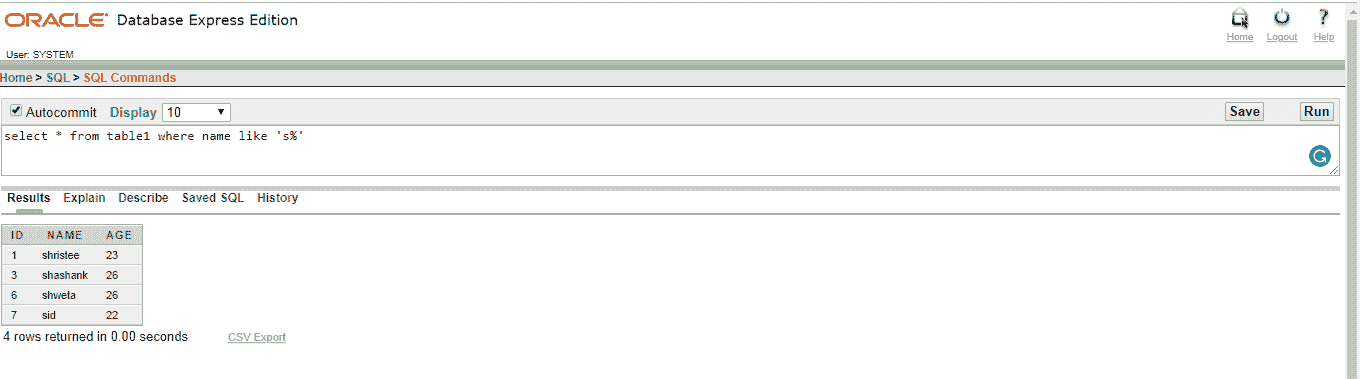 ORACLE Database Express Edition
Home Logout Help
User: SYSTEM
Home > SQL > SQL Commands
Autocommit Display 10 Save Run
select * from table1 where name like 's%'
Results Explain Describe Saved SQL History
ID NAME AGE
1 shristee 23
3 shashank 26
6 shweta 26
7 sid 22
4 rows returned in 0.00 seconds CSV Export